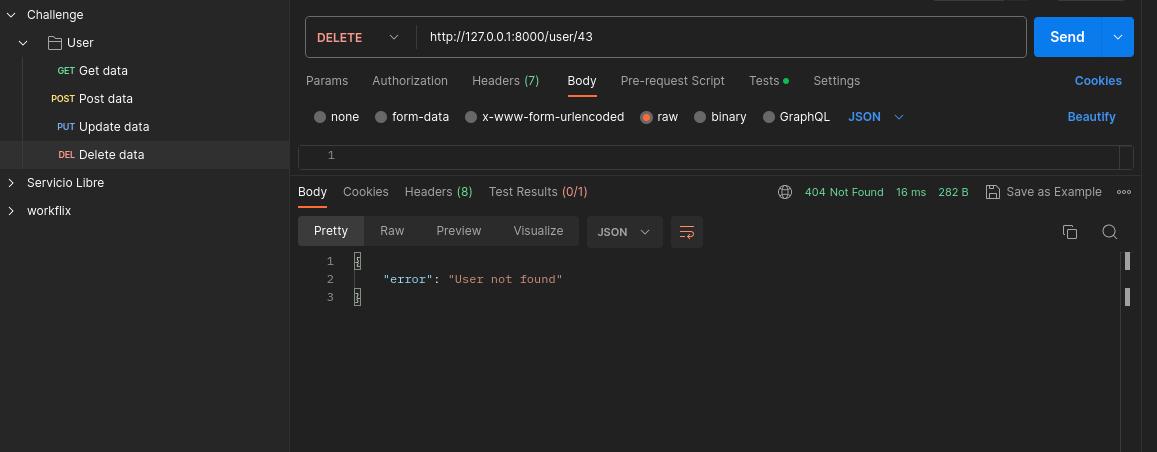 Challenge
User
GET Get data
POST Post data
PUT Update data
DEL Delete data
Servicio Libre
workflix
DELETE http://127.0.0.1:8000/user/43 Send
Params Authorization Headers (7) Body Pre-request Script Tests Settings Cookies
none form-data x-www-form-urlencoded raw binary GraphQL JSON Beautify
1
Body Cookies Headers (8) Test Results (0/1) 404 Not Found 16 ms 282 B Save as Example
Pretty Raw Preview Visualize JSON
1 {
2 "error": "User not found"
3 }